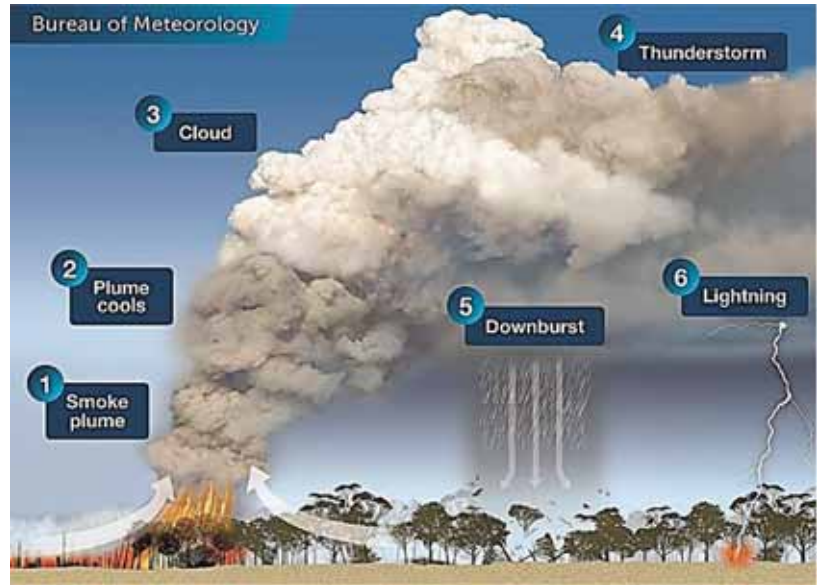 Bureau of Meteorology
1
Smoke
plume
2
Plume
cools
3
Cloud
4
Thunderstorm
5
Downburst
6
Lightning